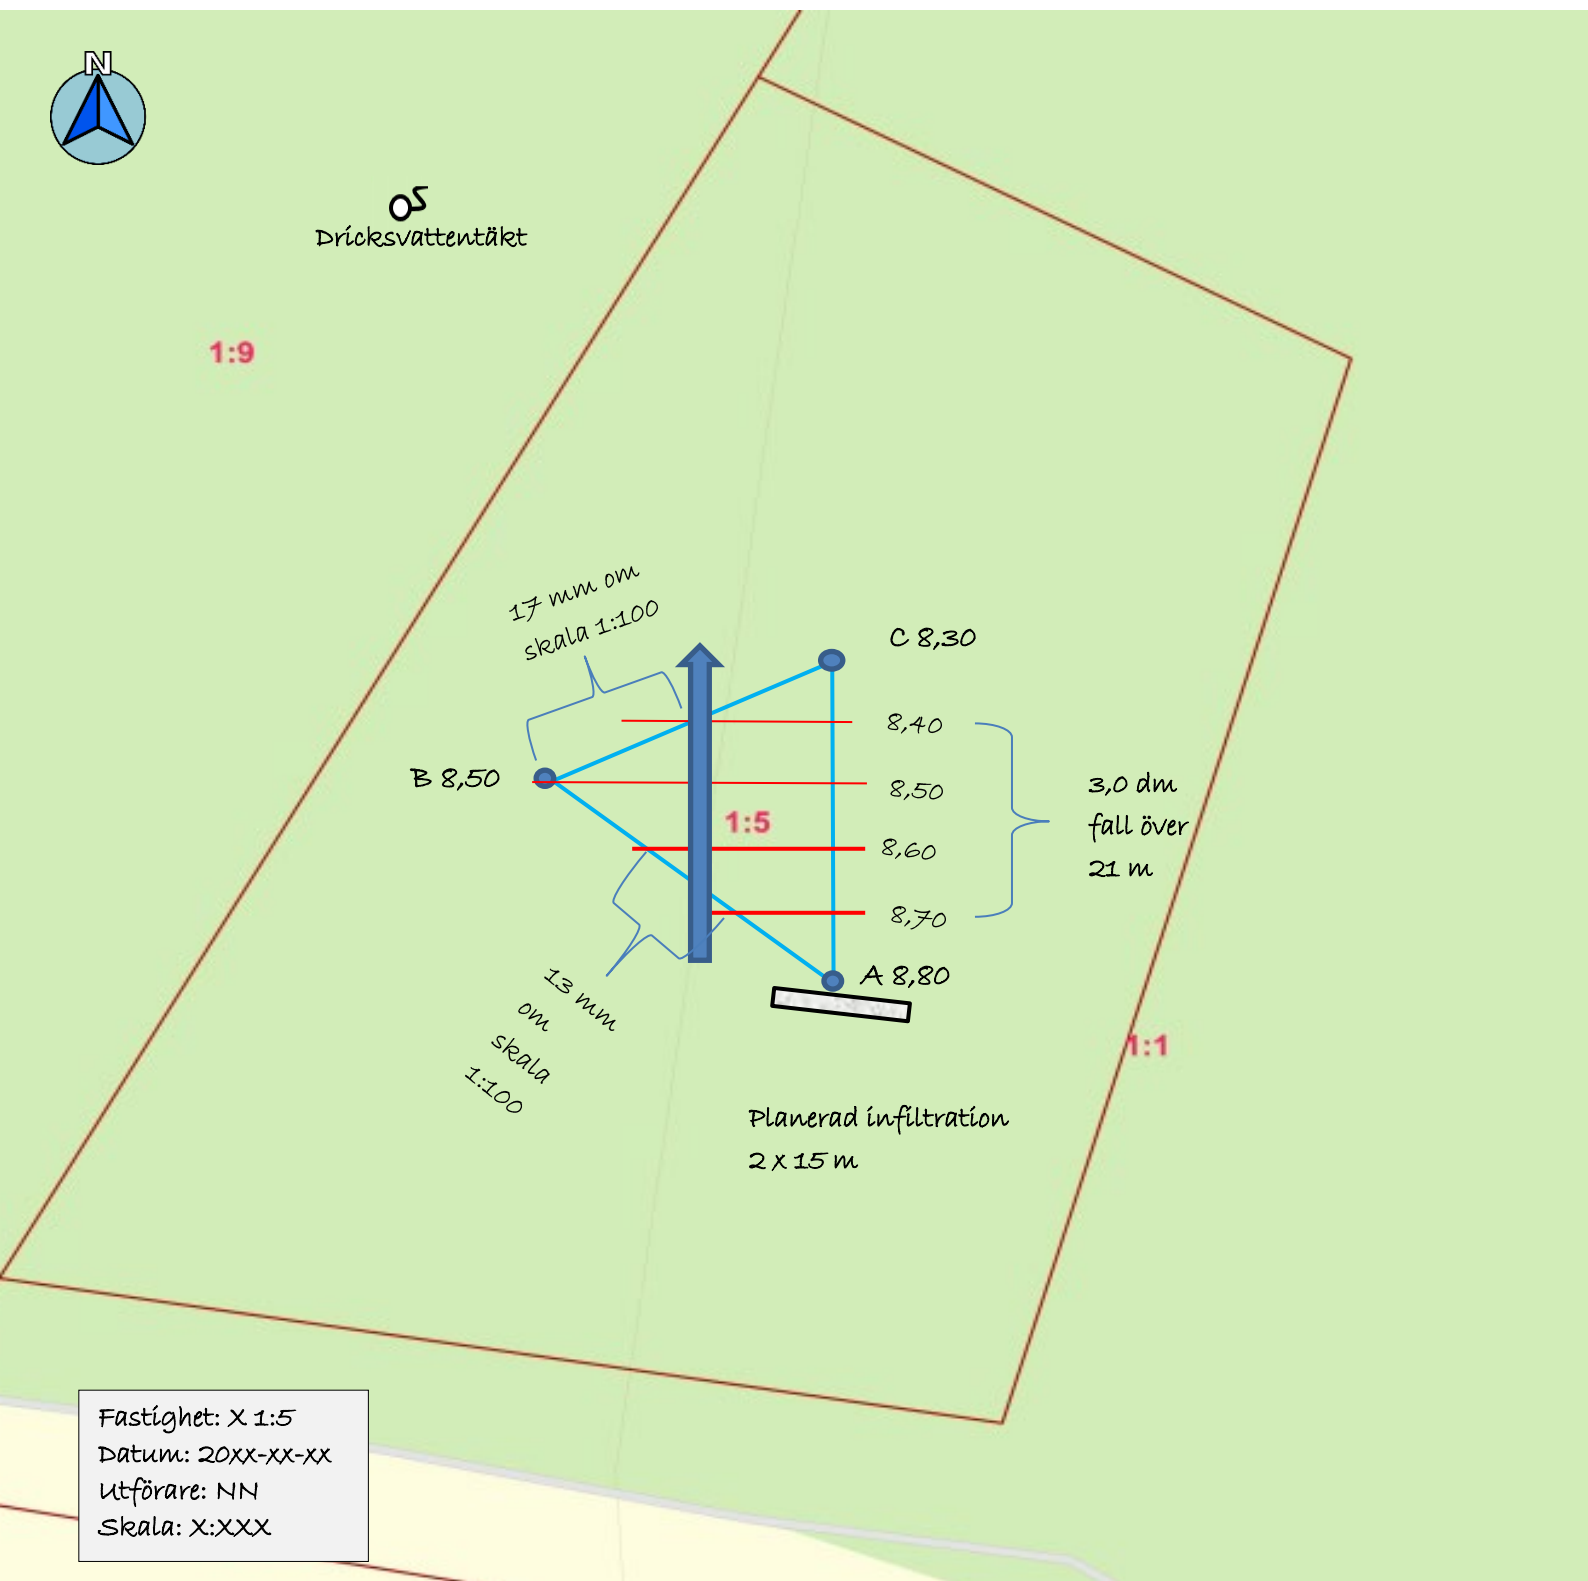 N
Dricksvattentäkt
1:9
17 mm om
skala 1:100
C 8,30
8,40
B 8,50
8,50
3,0 dm
fall över
21 m
1:5
8,60
8,70
A 8,80
13 mm
om
skala
1:100
1:1
Planerad infiltration
2 x 15 m
Fastighet: X 1:5
Datum: 20xx-xx-xx
Utförare: NN
Skala: X:XXX